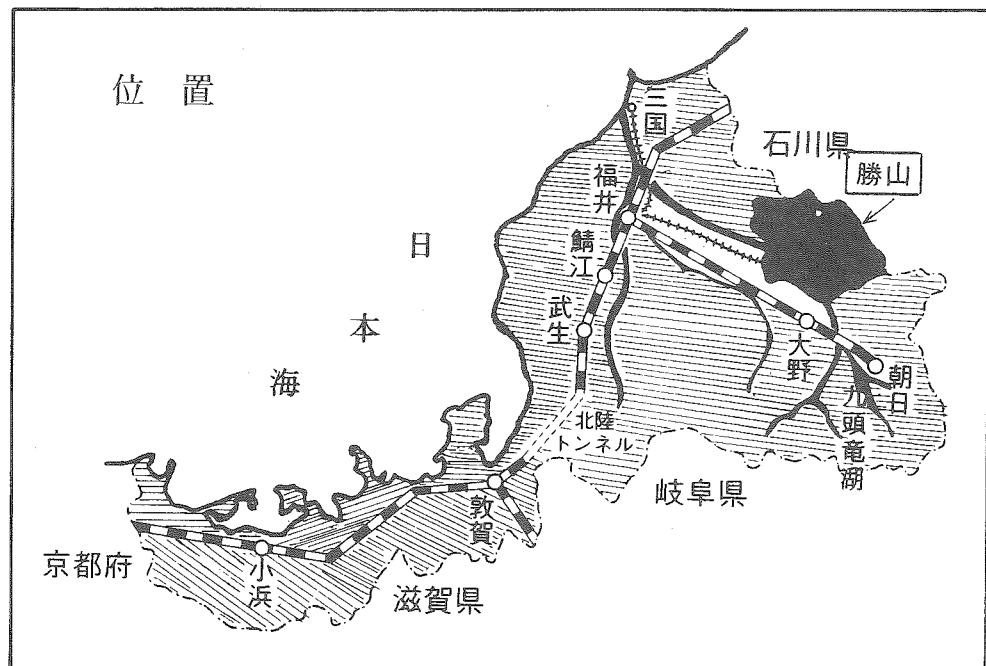 位置
三国
石川県
勝山
福井
日本海
鯖江
武生
大野
朝日
九頭竜湖
北陸
トンネル
岐阜県
敦賀
京都府
小浜
滋賀県